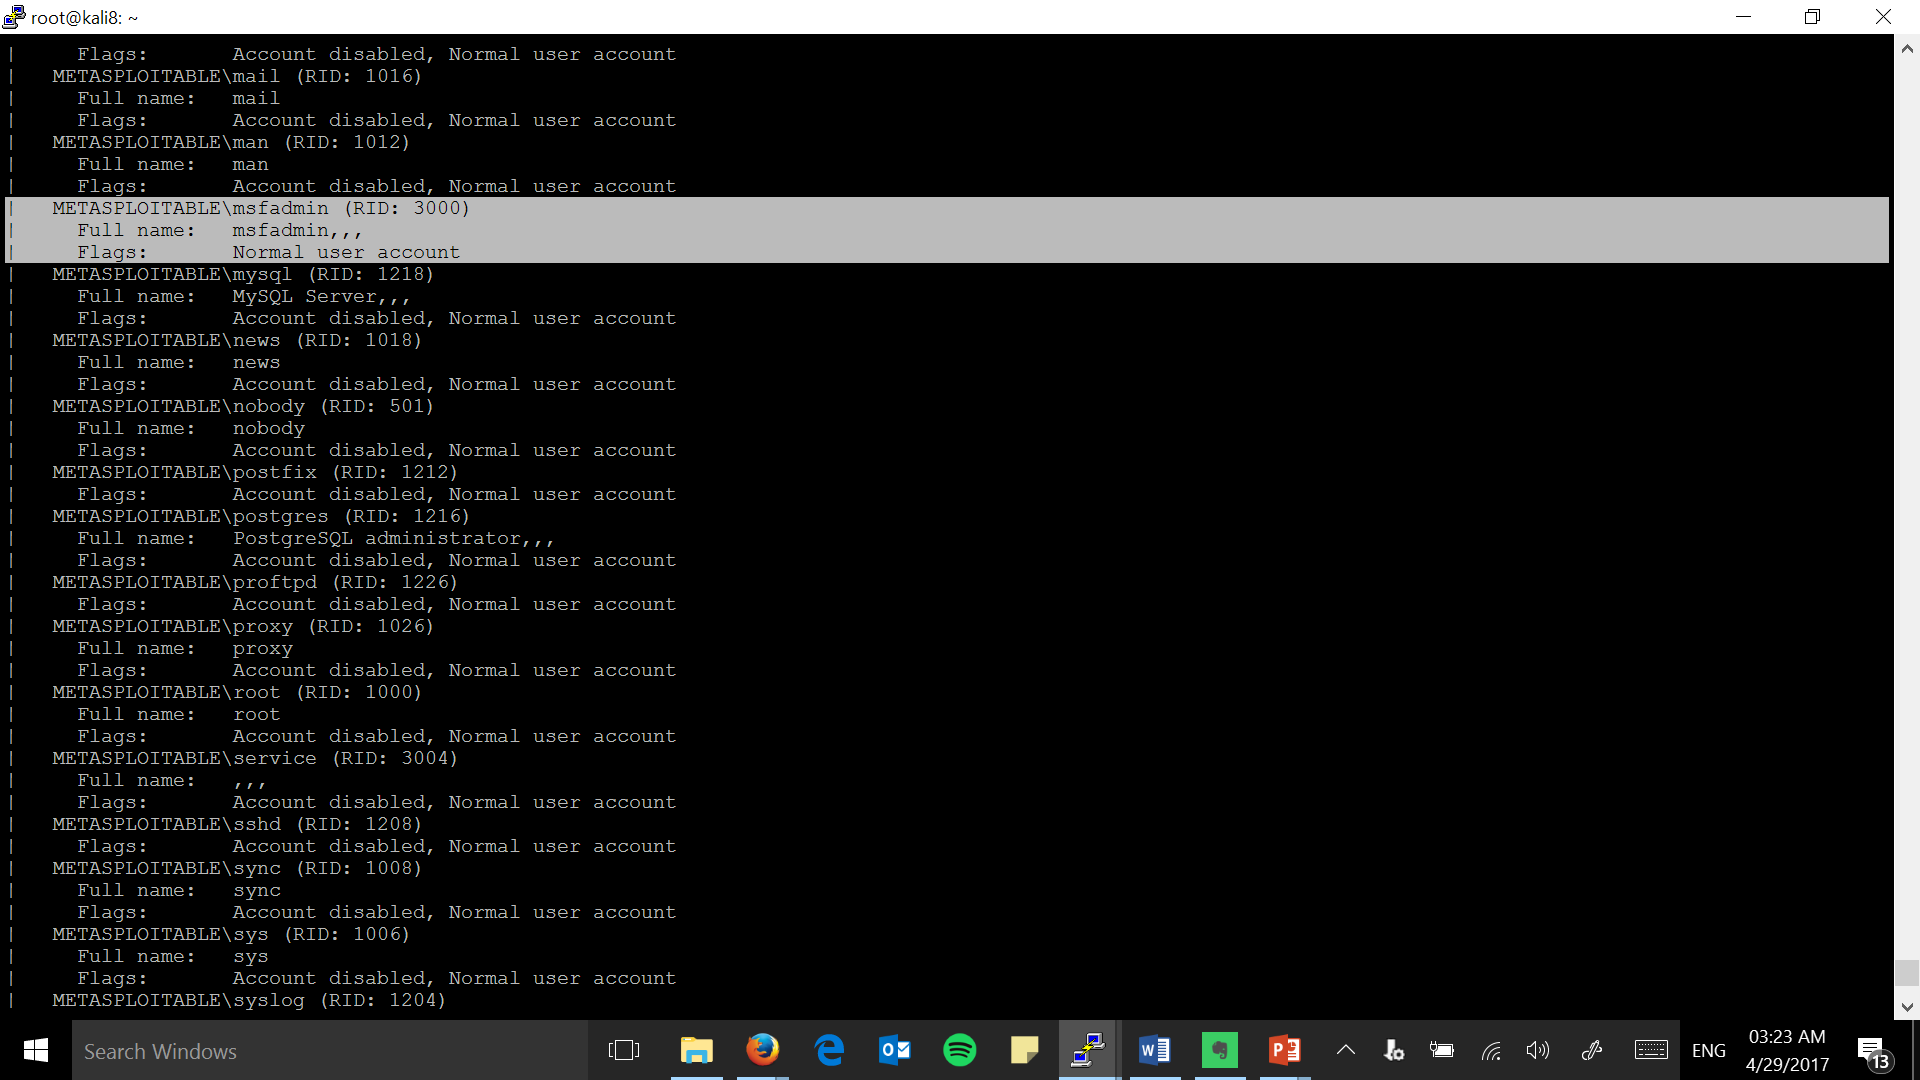 root@kali8: ~
|     Flags:       Account disabled, Normal user account
|   METASPLOITABLE\mail (RID: 1016)
|     Full name:   mail
|     Flags:       Account disabled, Normal user account
|   METASPLOITABLE\man (RID: 1012)
|     Full name:   man
|     Flags:       Account disabled, Normal user account
|   METASPLOITABLE\msfadmin (RID: 3000)
|     Full name:   msfadmin,,,
|     Flags:       Normal user account
|   METASPLOITABLE\mysql (RID: 1218)
|     Full name:   MySQL Server,,,
|     Flags:       Account disabled, Normal user account
|   METASPLOITABLE\news (RID: 1018)
|     Full name:   news
|     Flags:       Account disabled, Normal user account
|   METASPLOITABLE\nobody (RID: 501)
|     Full name:   nobody
|     Flags:       Account disabled, Normal user account
|   METASPLOITABLE\postfix (RID: 1212)
|     Flags:       Account disabled, Normal user account
|   METASPLOITABLE\postgres (RID: 1216)
|     Full name:   PostgreSQL administrator,,,
|     Flags:       Account disabled, Normal user account
|   METASPLOITABLE\proftpd (RID: 1226)
|     Flags:       Account disabled, Normal user account
|   METASPLOITABLE\proxy (RID: 1026)
|     Full name:   proxy
|     Flags:       Account disabled, Normal user account
|   METASPLOITABLE\root (RID: 1000)
|     Full name:   root
|     Flags:       Account disabled, Normal user account
|   METASPLOITABLE\service (RID: 3004)
|     Full name:   ,,,
|     Flags:       Account disabled, Normal user account
|   METASPLOITABLE\sshd (RID: 1208)
|     Flags:       Account disabled, Normal user account
|   METASPLOITABLE\sync (RID: 1008)
|     Full name:   sync
|     Flags:       Account disabled, Normal user account
|   METASPLOITABLE\sys (RID: 1006)
|     Full name:   sys
|     Flags:       Account disabled, Normal user account
|   METASPLOITABLE\syslog (RID: 1204)
Search Windows
ENG
03:23 AM
4/29/2017
13